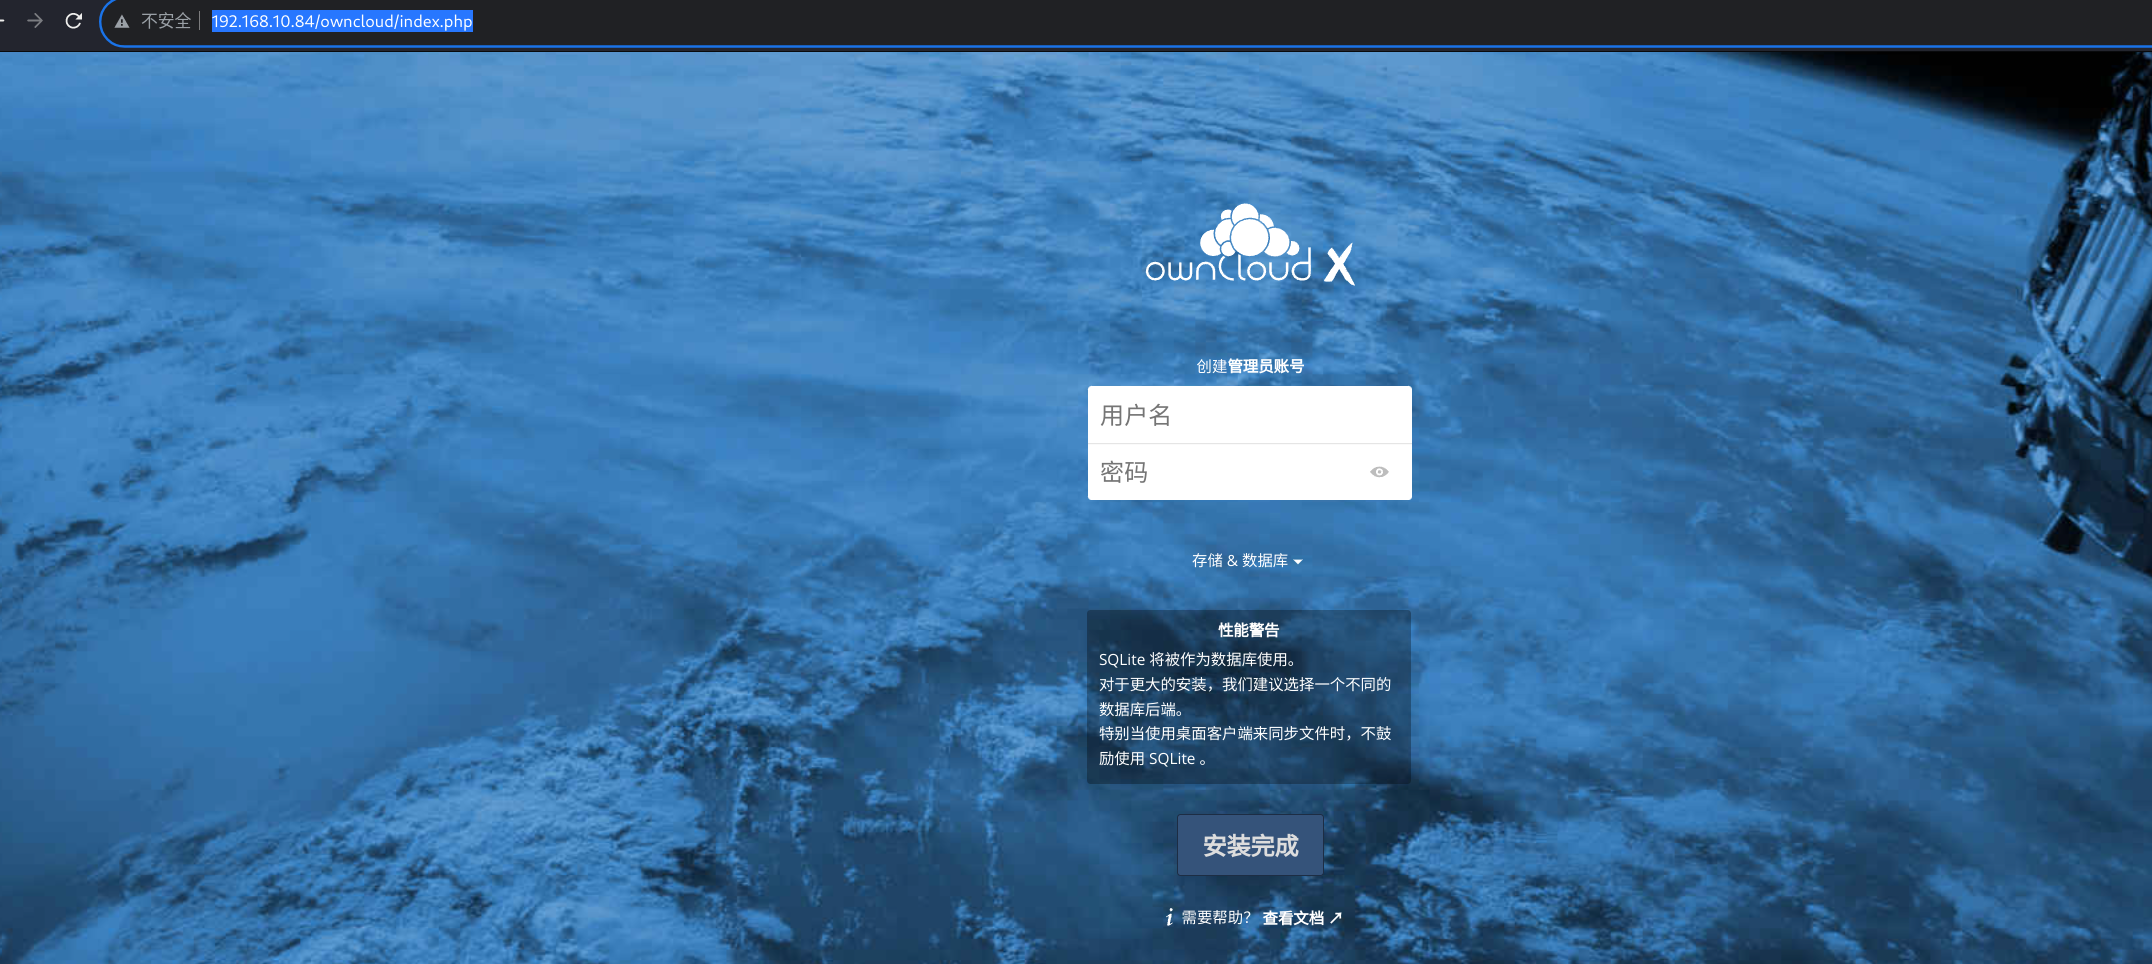 不安全
192.168.10.84/owncloud/index.php
ownCloud X
创建管理员账号
用户名
密码
存储 & 数据库
性能警告
SQLite 将被作为数据库使用。
对于更大的安装，我们建议选择一个不同的
数据库后端。
特别当使用桌面客户端来同步文件时，不鼓
励使用 SQLite 。
安装完成
i 需要帮助？ 查看文档 ↗